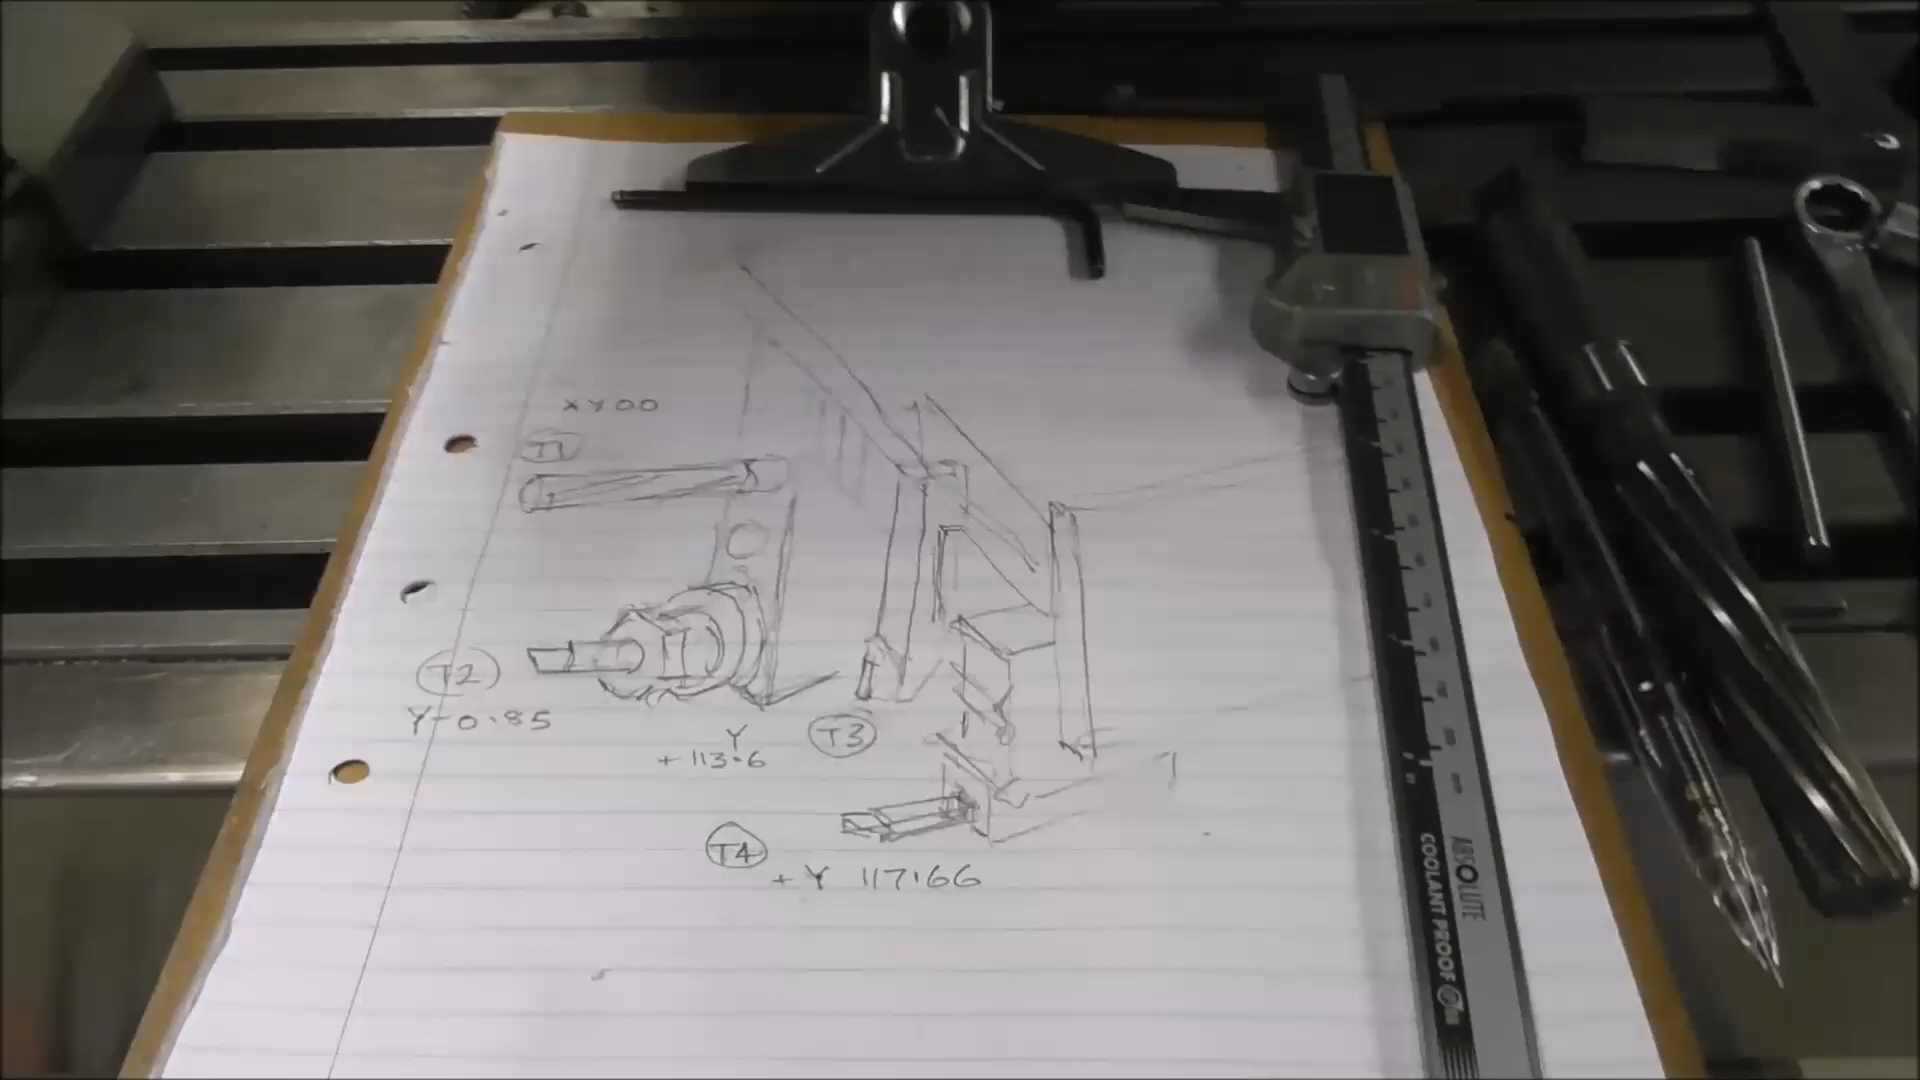 XY00
T1
T2
Y-0.85
Y
+ 113.6
T3
T4
+ Y 117.66
ABSOLUTE
COOLANT PROOF